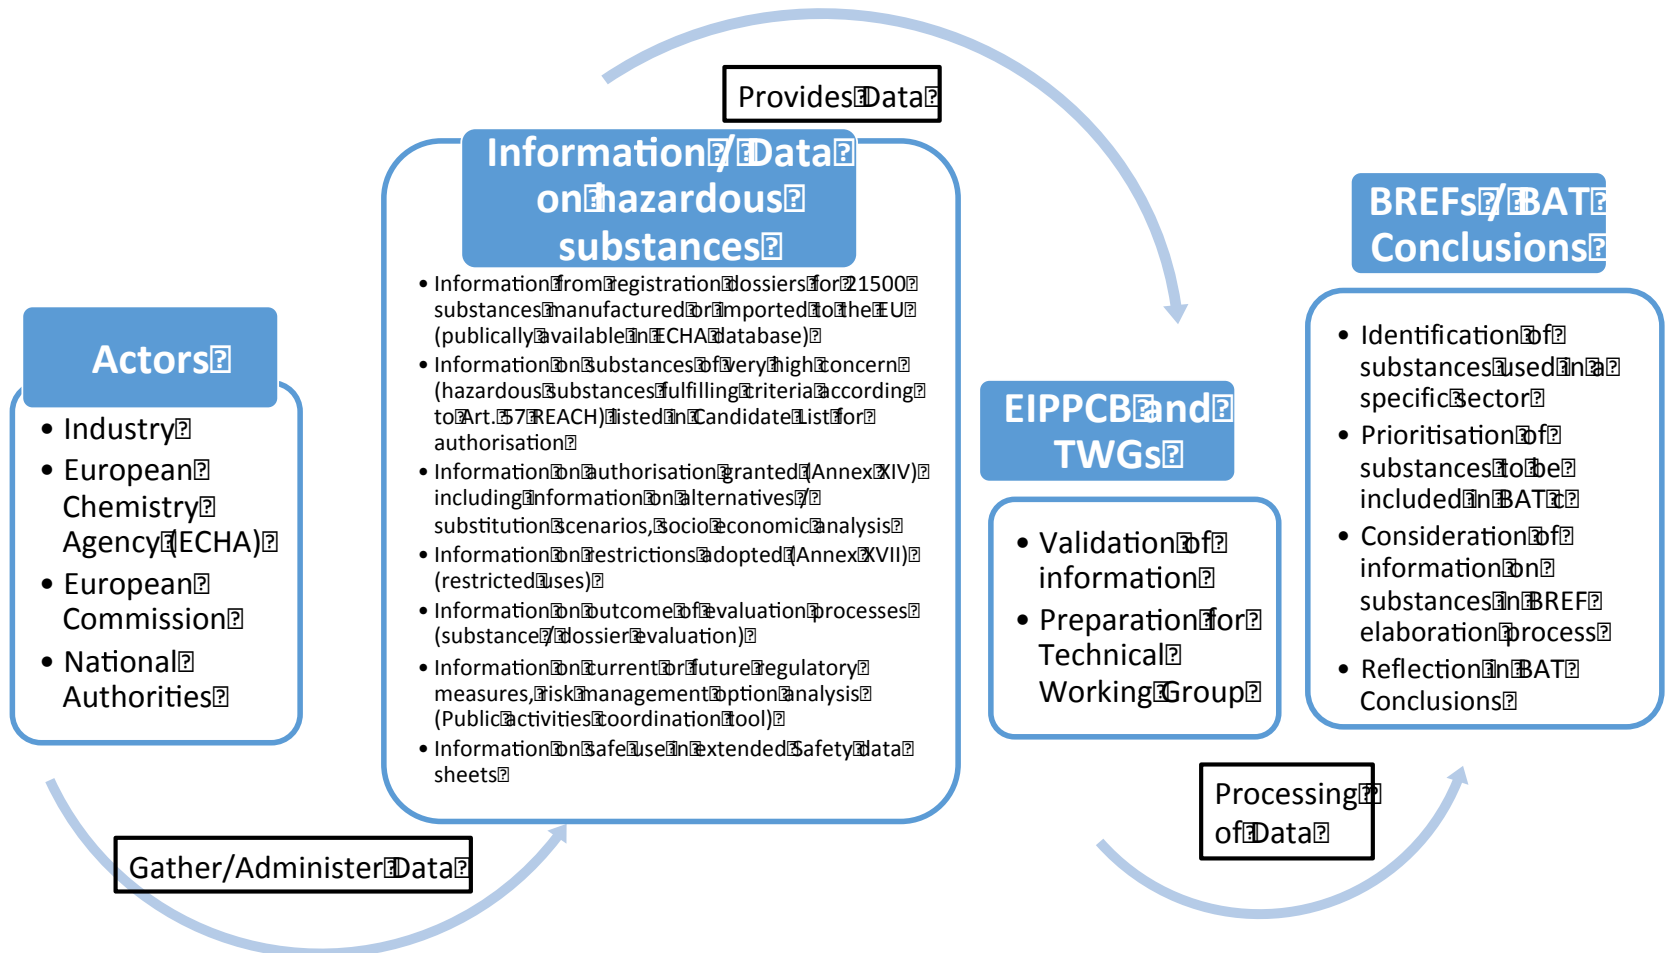 Provides Data
Information / Data
on hazardous
substances
BREFs / BAT
Conclusions
• Information from registration dossiers for 21500
substances manufactured or imported to the EU
(publically available in ECHA database)
• Information on substances of very high concern
(hazardous substances fulfilling criteria according
to Art. 57 REACH) listed in Candidate List for
authorisation
• Information on authorisation granted (Annex XIV)
including information on alternatives /
substitution scenarios, socio economic analysis
• Information on restrictions adopted (Annex XVII)
(restricted uses)
• Information on outcome of evaluation processes
(substance / dossier evaluation)
• Information on current or future regulatory
measures, risk management option analysis
(Public activities coordination tool)
• Information on safe use in extended Safety data
sheets
Actors
• Industry
• European
Chemistry
Agency (ECHA)
• European
Commission
• National
Authorities
EIPPCB and
TWGs
• Validation of
information
• Preparation for
Technical
Working Group
• Identification of
substances used in a
specific sector
• Prioritisation of
substances to be
included in BAT c
• Consideration of
information on
substances in BREF
elaboration process
• Reflection in BAT
Conclusions
Gather/Administer Data
Processing
of Data